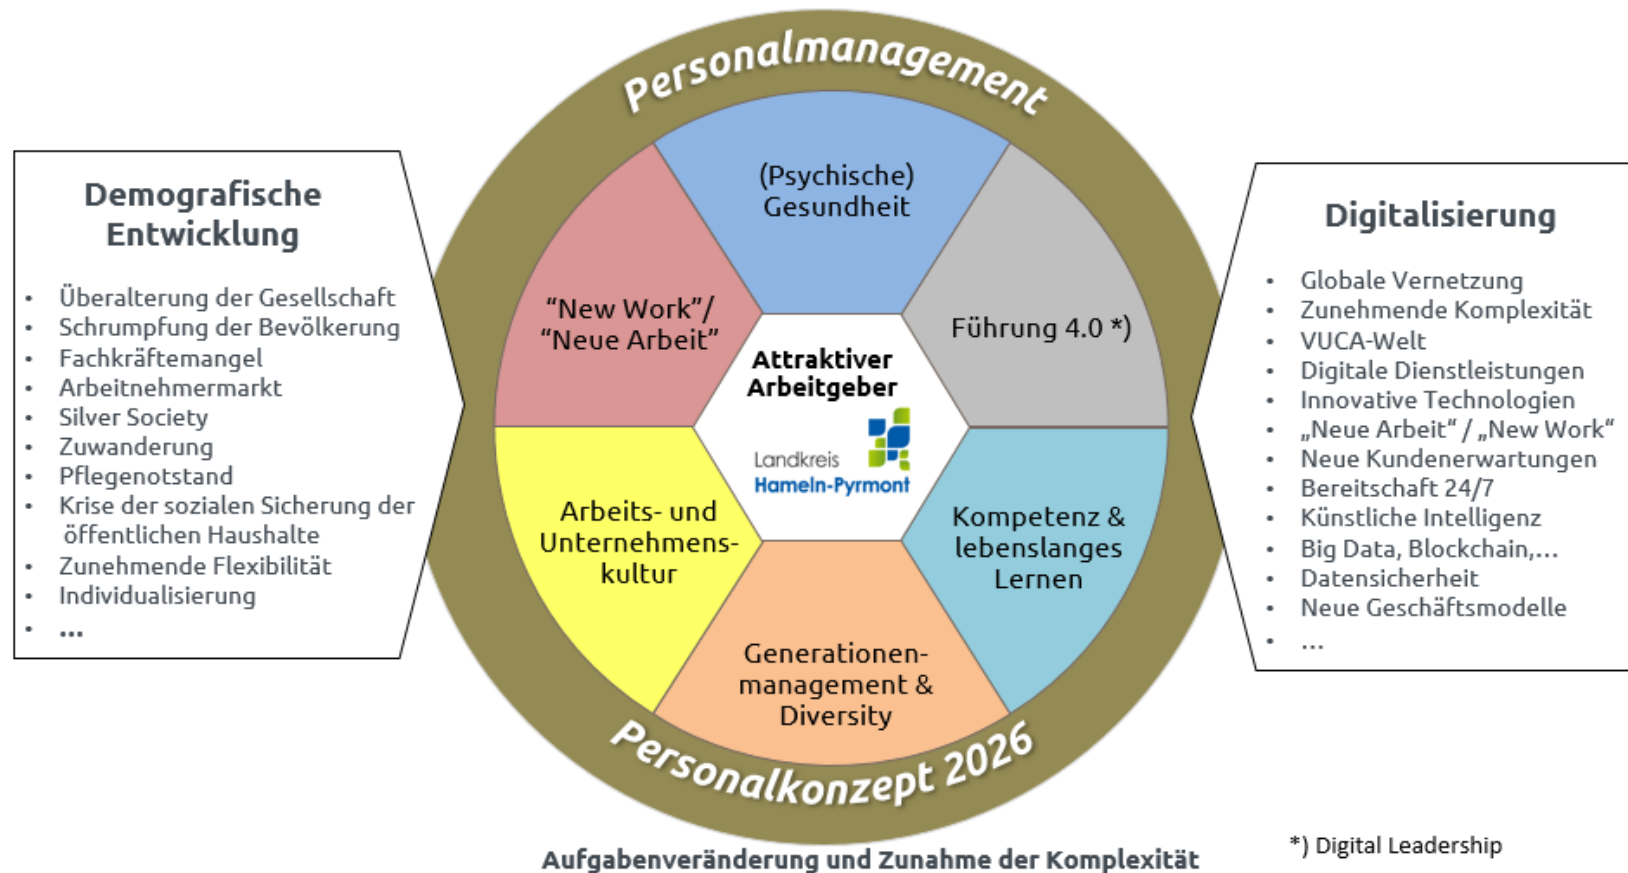 Personalmanagement
Demografische
Entwicklung
• Überalterung der Gesellschaft
• Schrumpfung der Bevölkerung
• Fachkräftemangel
• Arbeitnehmermarkt
• Silver Society
• Zuwanderung
• Pflegenotstand
• Krise der sozialen Sicherung der
öffentlichen Haushalte
• Zunehmende Flexibilität
• Individualisierung
• ...
(Psychische)
Gesundheit
“New Work”/
“Neue Arbeit”
Führung 4.0 *)
Attraktiver
Arbeitgeber
Landkreis
Hameln-Pyrmont
Arbeits- und
Unternehmens-
kultur
Kompetenz &
lebenslanges
Lernen
Generationen-
management &
Diversity
Personalkonzept 2026
Digitalisierung
• Globale Vernetzung
• Zunehmende Komplexität
• VUCA-Welt
• Digitale Dienstleistungen
• Innovative Technologien
• „Neue Arbeit“ / „New Work“
• Neue Kundenerwartungen
• Bereitschaft 24/7
• Künstliche Intelligenz
• Big Data, Blockchain,...
• Datensicherheit
• Neue Geschäftsmodelle
• ...
*) Digital Leadership
Aufgabenveränderung und Zunahme der Komplexität